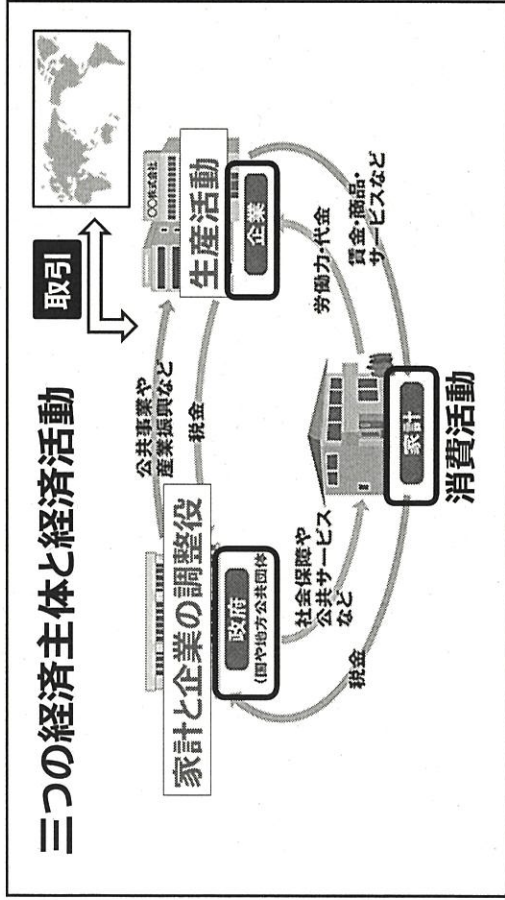 三つの経済主体と経済活動
取引
公共事業や
産業振興など
税金
〇〇株式会社
生産活動
企業
家計と企業の調整役
政府
(国や地方公共団体
社会保障や
公共サービス
など
税金
労働力・代金
賃金・商品・
サービスなど
家計
消費活動